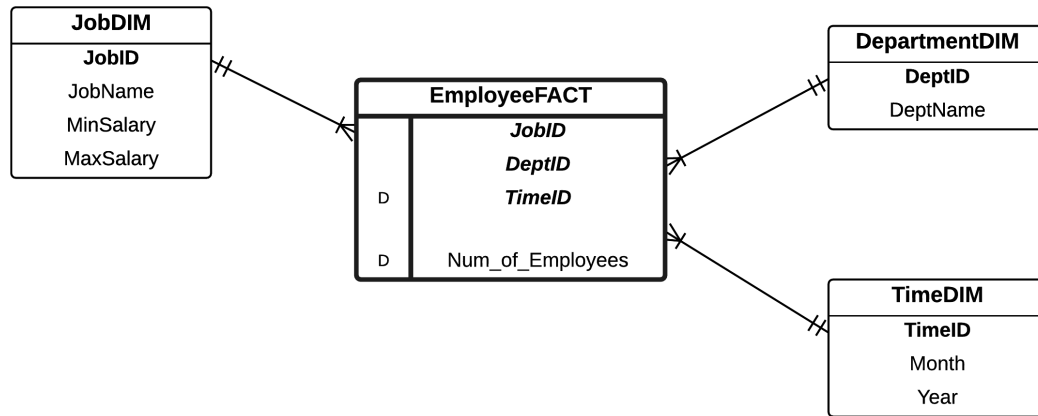 JobDIM
JobID
JobName
MinSalary
MaxSalary
EmployeeFACT
JobID
DeptID
D TimeID
D Num_of_Employees
DepartmentDIM
DeptID
DeptName
TimeDIM
TimeID
Month
Year